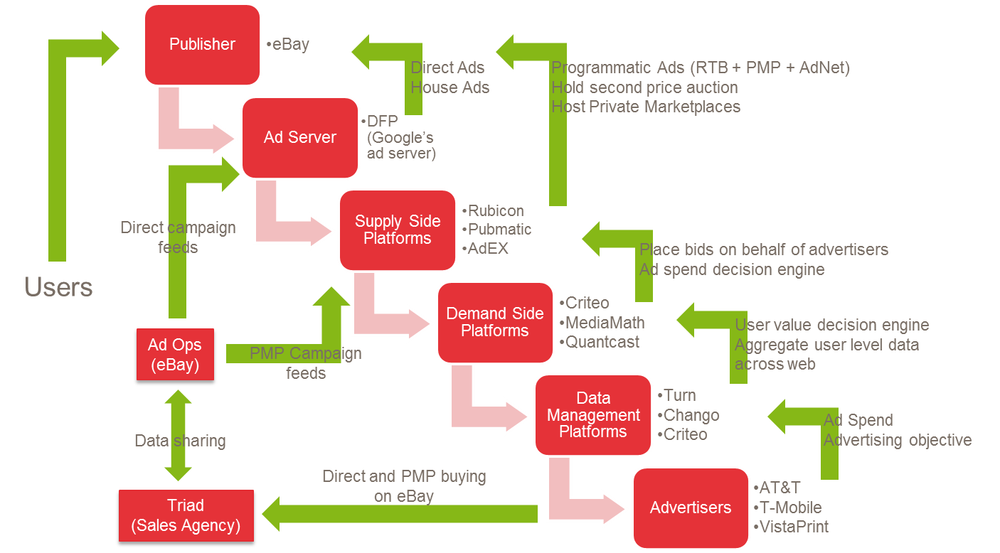 Publisher
•eBay
Direct Ads
House Ads
Programmatic Ads (RTB + PMP + AdNet)
Hold second price auction
Host Private Marketplaces
Ad Server
•DFP
(Google's
ad server)
Supply Side
Platforms
•Rubicon
•Pubmatic
•AdEX
Direct campaign
feeds
Place bids on behalf of advertisers
Ad spend decision engine
Users
Demand Side
Platforms
•Criteo
•MediaMath
•Quantcast
User value decision engine
Aggregate user level data
across web
Ad Ops
(eBay)
PMP Campaign
feeds
Data
Management
Platforms
•Turn
•Chango
•Criteo
Ad Spend
Advertising objective
Data sharing
Direct and PMP buying
on eBay
Triad
(Sales Agency)
Advertisers
•AT&T
•T-Mobile
•VistaPrint